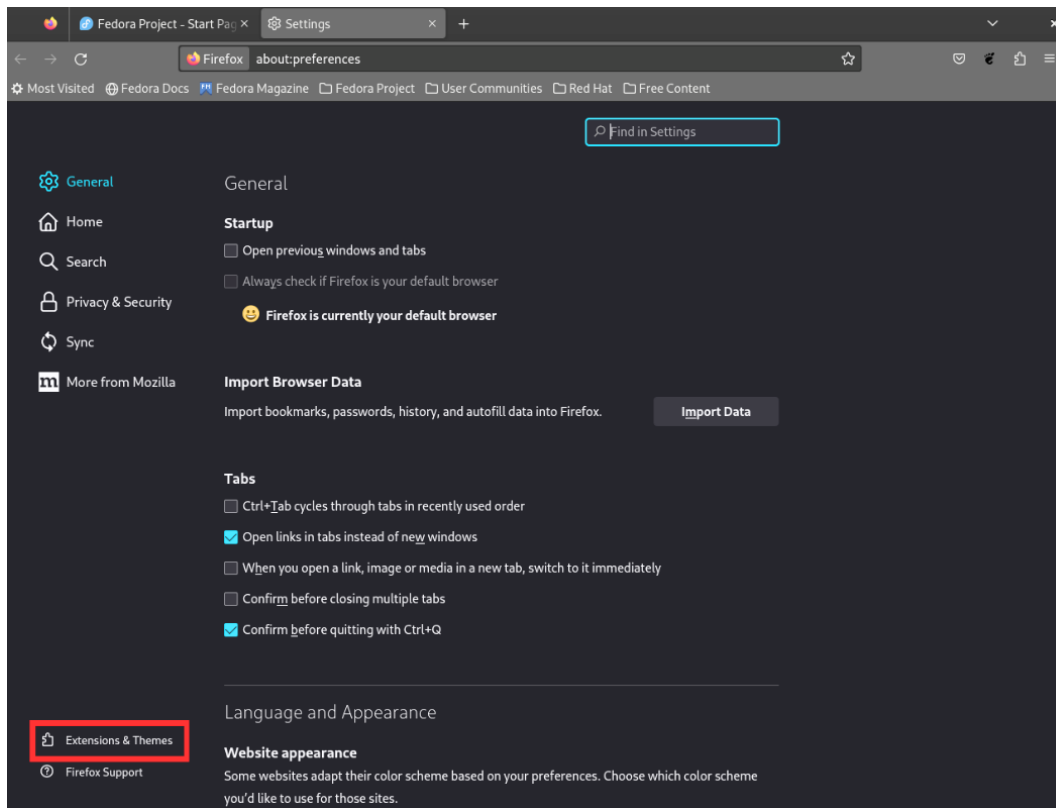 Fedora Project - Start Pag
Settings
Firefox about:preferences
Most Visited Fedora Docs Fedora Magazine Fedora Project User Communities Red Hat Free Content
Find in Settings
General
Home
Search
Privacy & Security
Sync
More from Mozilla
General
Startup
Open previous windows and tabs
Always check if Firefox is your default browser
Firefox is currently your default browser
Import Browser Data
Import bookmarks, passwords, history, and autofill data into Firefox.
Import Data
Tabs
Ctrl+Tab cycles through tabs in recently used order
Open links in tabs instead of new windows
When you open a link, image or media in a new tab, switch to it immediately
Confirm before closing multiple tabs
Confirm before quitting with Ctrl+Q
Language and Appearance
Website appearance
Some websites adapt their color scheme based on your preferences. Choose which color scheme
you'd like to use for those sites.
Extensions & Themes
Firefox Support